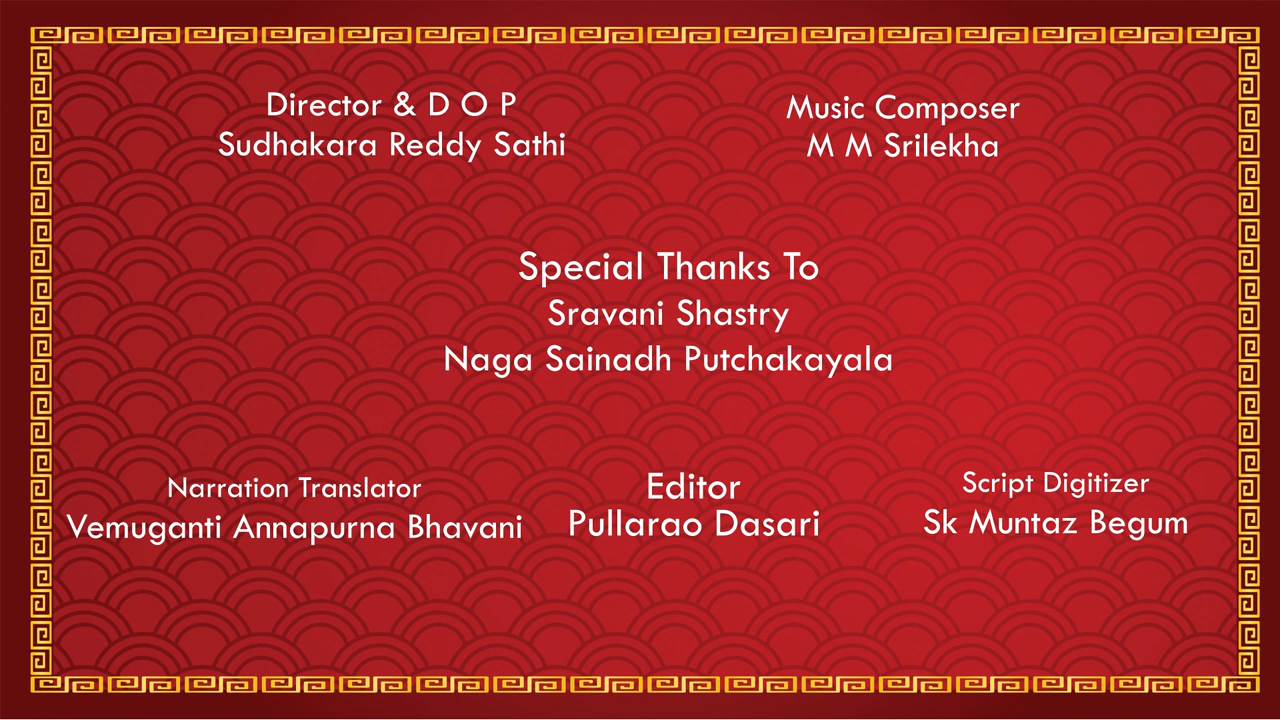 Director & D O P
Sudhakara Reddy Sathi
Music Composer
M M Srilekha
Special Thanks To
Sravani Shastry
Naga Sainadh Putchakayala
Narration Translator
Vemuganti Annapurna Bhavani
Editor
Pullarao Dasari
Script Digitizer
Sk Muntaz Begum